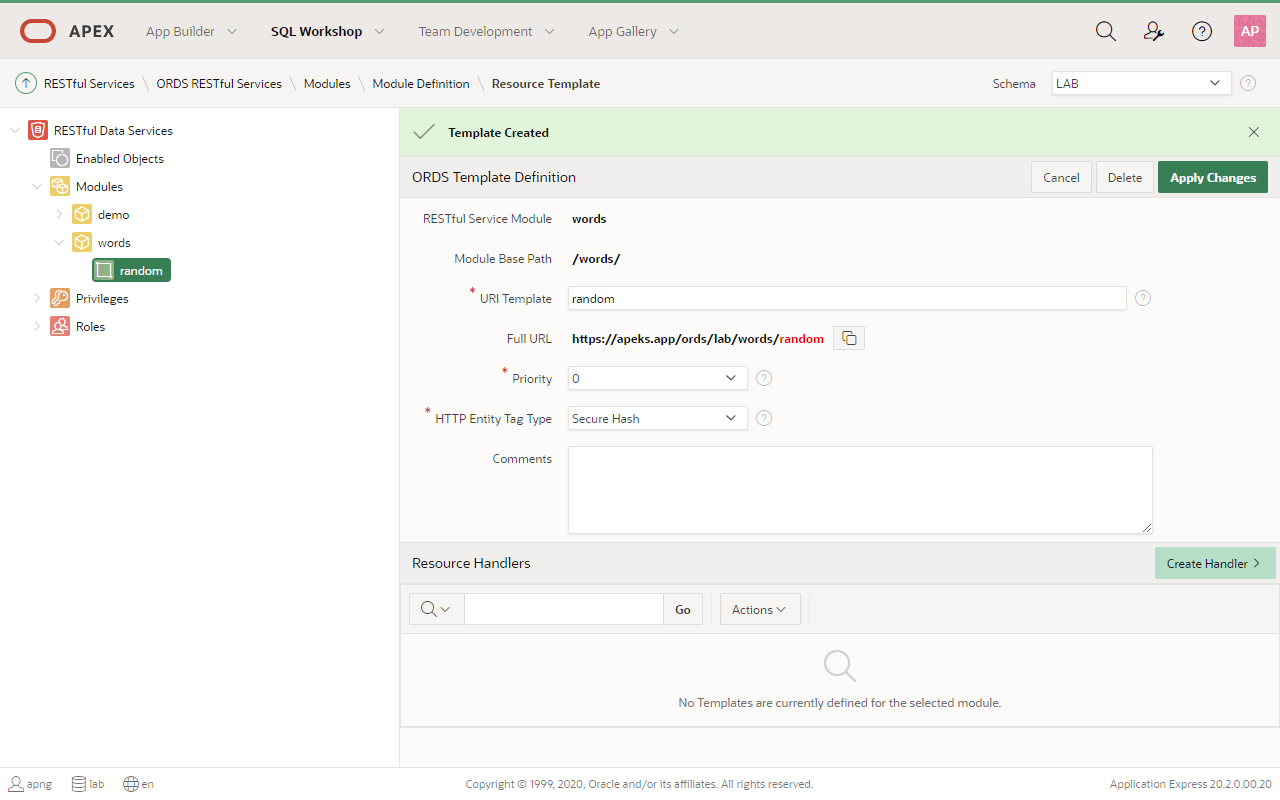 APEX App Builder SQL Workshop Team Development App Gallery ? AP
RESTful Services \ ORDS RESTful Services \ Modules \ Module Definition \ Resource Template Schema LAB ?
RESTful Data Services
Enabled Objects
Modules
demo
words
random
Privileges
Roles
Template Created
ORDS Template Definition Cancel Delete Apply Changes
RESTful Service Module words
Module Base Path /words/
* URI Template random ?
Full URL https://apeks.app/ords/lab/words/random
* Priority 0 ?
* HTTP Entity Tag Type Secure Hash ?
Comments
Resource Handlers Create Handler
Go Actions
No Templates are currently defined for the selected module.
apng lab en Copyright © 1999, 2020, Oracle and/or its affiliates. All rights reserved. Application Express 20.2.0.00.20